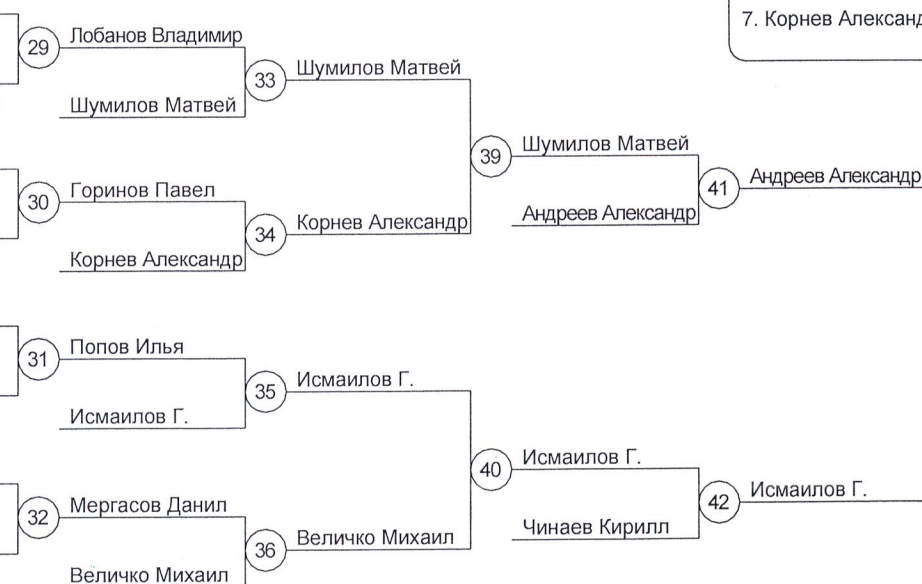 7. Корнев Александ
29 Лобанов Владимир
33 Шумилов Матвей
Шумилов Матвей
39 Шумилов Матвей
30 Горинов Павел
41 Андреев Александр
Андреев Александр
34 Корнев Александр
Корнев Александр
31 Попов Илья
35 Исмаилов Г.
Исмаилов Г.
40 Исмаилов Г.
32 Мергасов Данил
42 Исмаилов Г.
Чинаев Кирилл
36 Величко Михаил
Величко Михаил